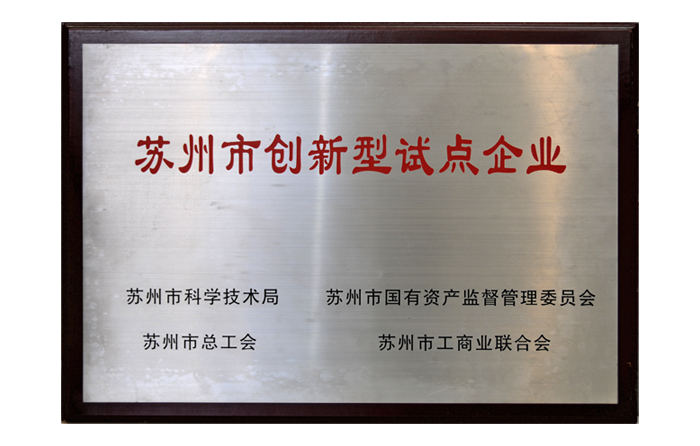 苏州市创新型试点企业
苏州市科学技术局 苏州市国有资产监督管理委员会
苏州市总工会 苏州市工商业联合会